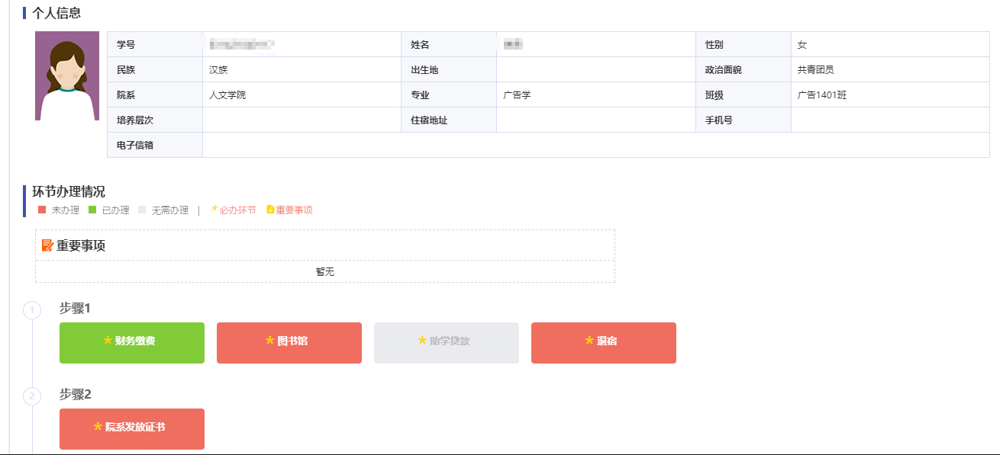 个人信息
学号 姓名 性别 女
民族 汉族 出生地 政治面貌 共青团员
院系 人文学院 专业 广告学 班级 广告1401班
培养层次 住宿地址 手机号
电子信箱
环节办理情况
未办理 已办理 无需办理 | *必办环节 重要事项
重要事项
暂无
1 步骤1
* 财务缴费 * 图书馆 * 助学贷款 * 退宿
2 步骤2
* 院系发放证书